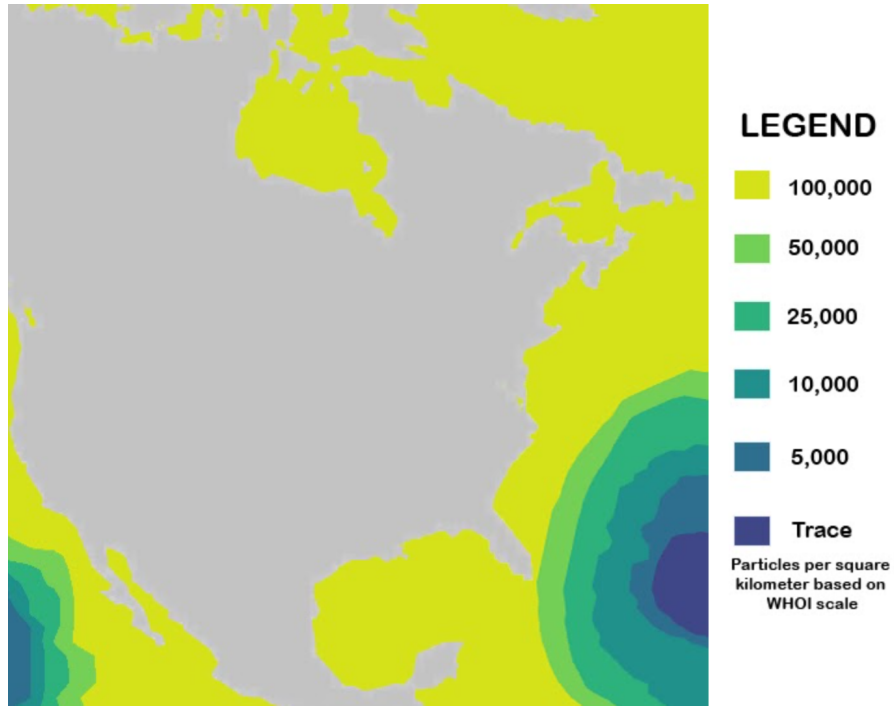 LEGEND
100,000
50,000
25,000
10,000
5,000
Trace
Particles per square
kilometer based on
WHOI scale